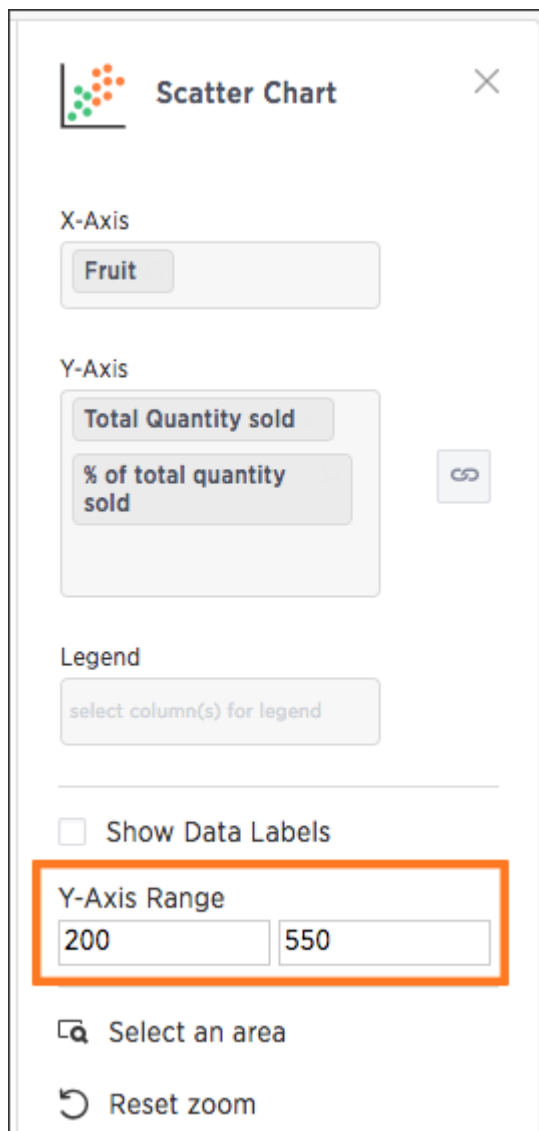 Scatter Chart
X-Axis
Fruit
Y-Axis
Total Quantity sold
% of total quantity
sold
Legend
select column(s) for legend
Show Data Labels
Y-Axis Range
200 550
Select an area
Reset zoom